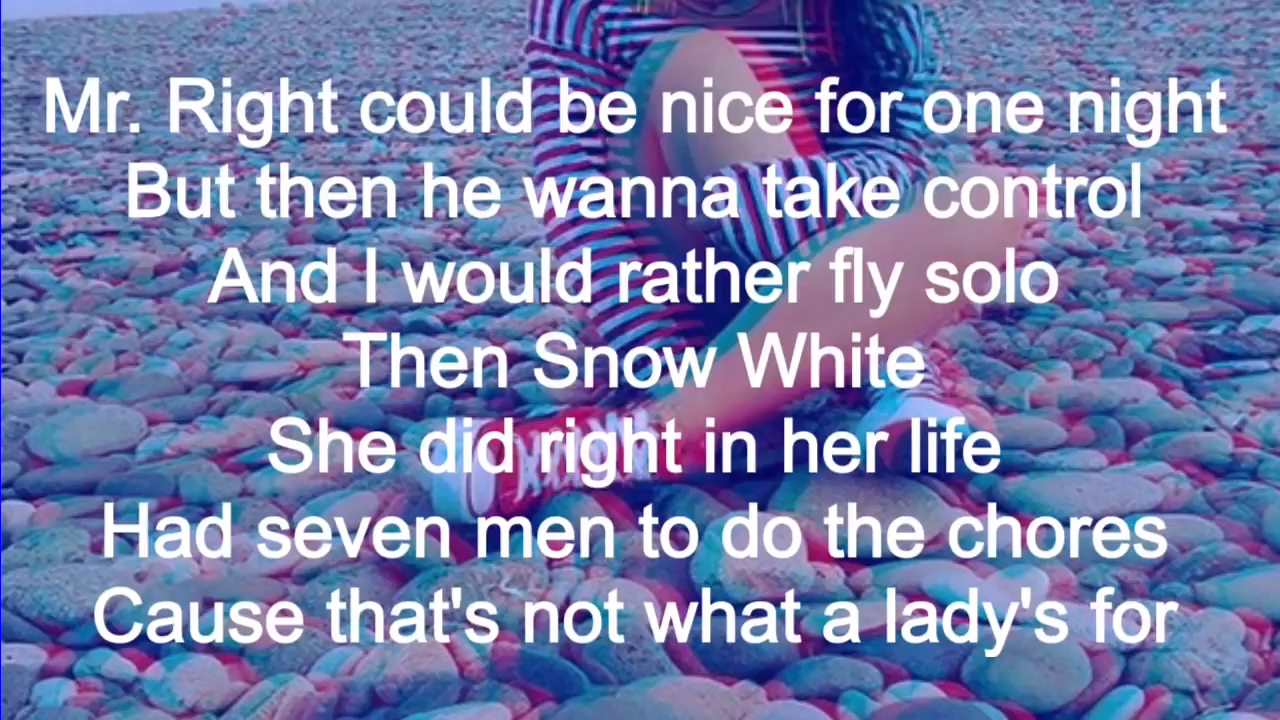 Mr. Right could be nice for one night
But then he wanna take control
And I would rather fly solo
Then Snow White
She did right in her life
Had seven men to do the chores
Cause that's not what a lady's for